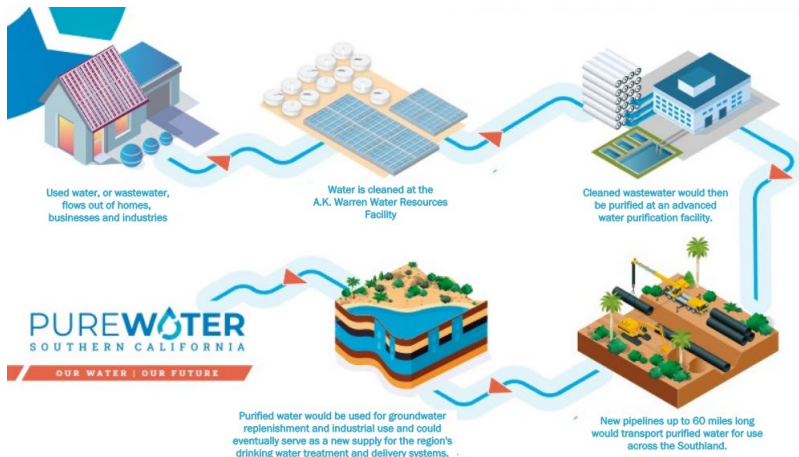 Used water, or wastewater,
flows out of homes,
businesses and industries
Water is cleaned at the
A.K. Warren Water Resources
Facility
Cleaned wastewater would then
be purified at an advanced
water purification facility.
New pipelines up to 60 miles long
would transport purified water for use
across the Southland.
Purified water would be used for groundwater
replenishment and industrial use and could
eventually serve as a new supply for the region's
drinking water treatment and delivery systems.
PUREWATER
SOUTHERN CALIFORNIA
OUR WATER | OUR FUTURE